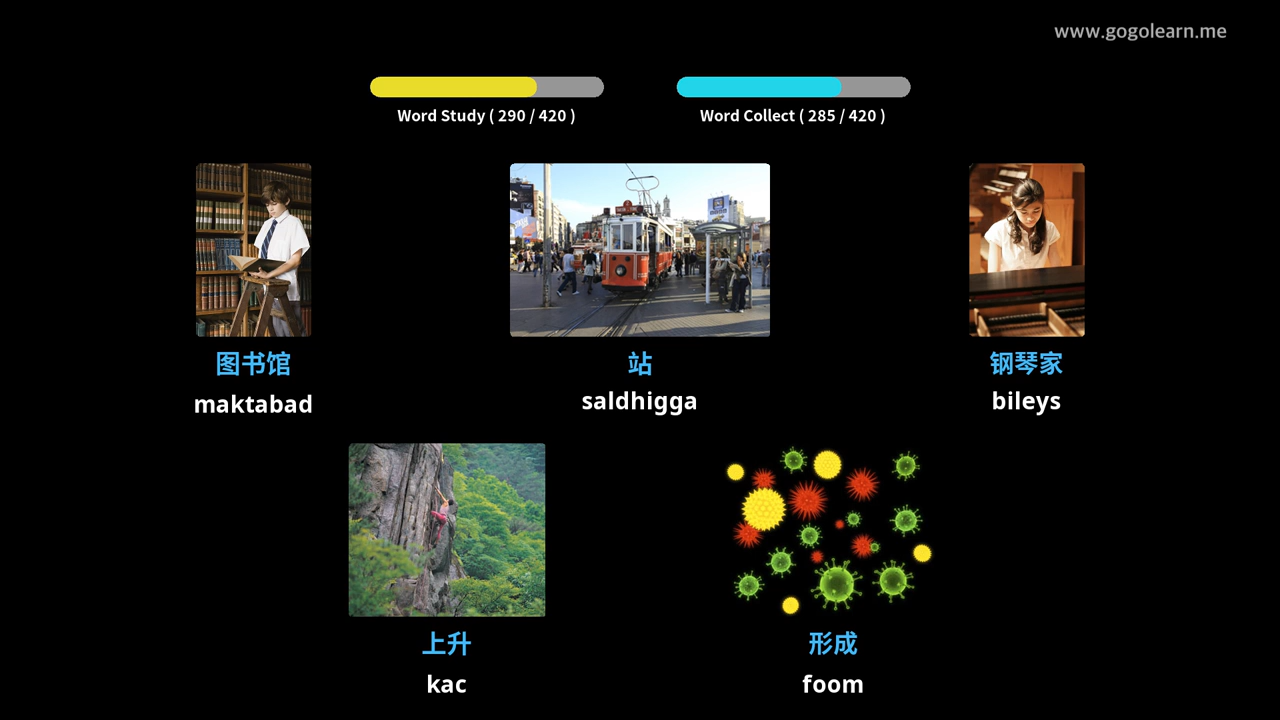 www.gogolearn.me
Word Study ( 290 / 420 )
Word Collect ( 285 / 420 )
图书馆
maktabad
站
saldhigga
钢琴家
bileys
上升
kac
形成
foom